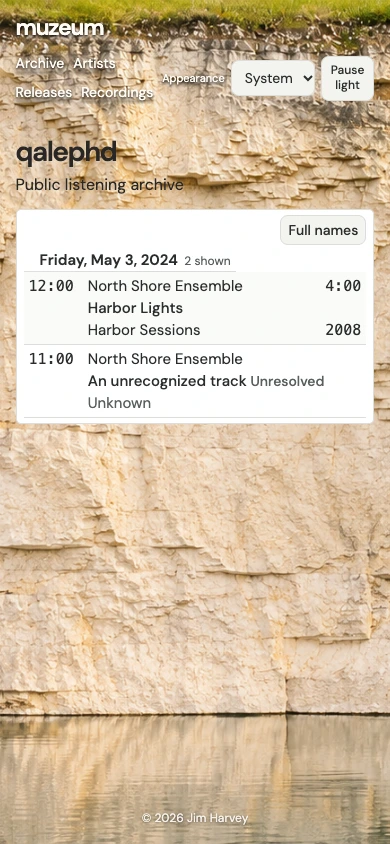 muzeum
Archive Artists
Releases Recordings
Appearance
System
Pause
light
qalephd
Public listening archive
Full names
Friday, May 3, 2024 2 shown
12:00 North Shore Ensemble 4:00
Harbor Lights
Harbor Sessions 2008
11:00 North Shore Ensemble
An unrecognized track Unresolved
Unknown
© 2026 Jim Harvey